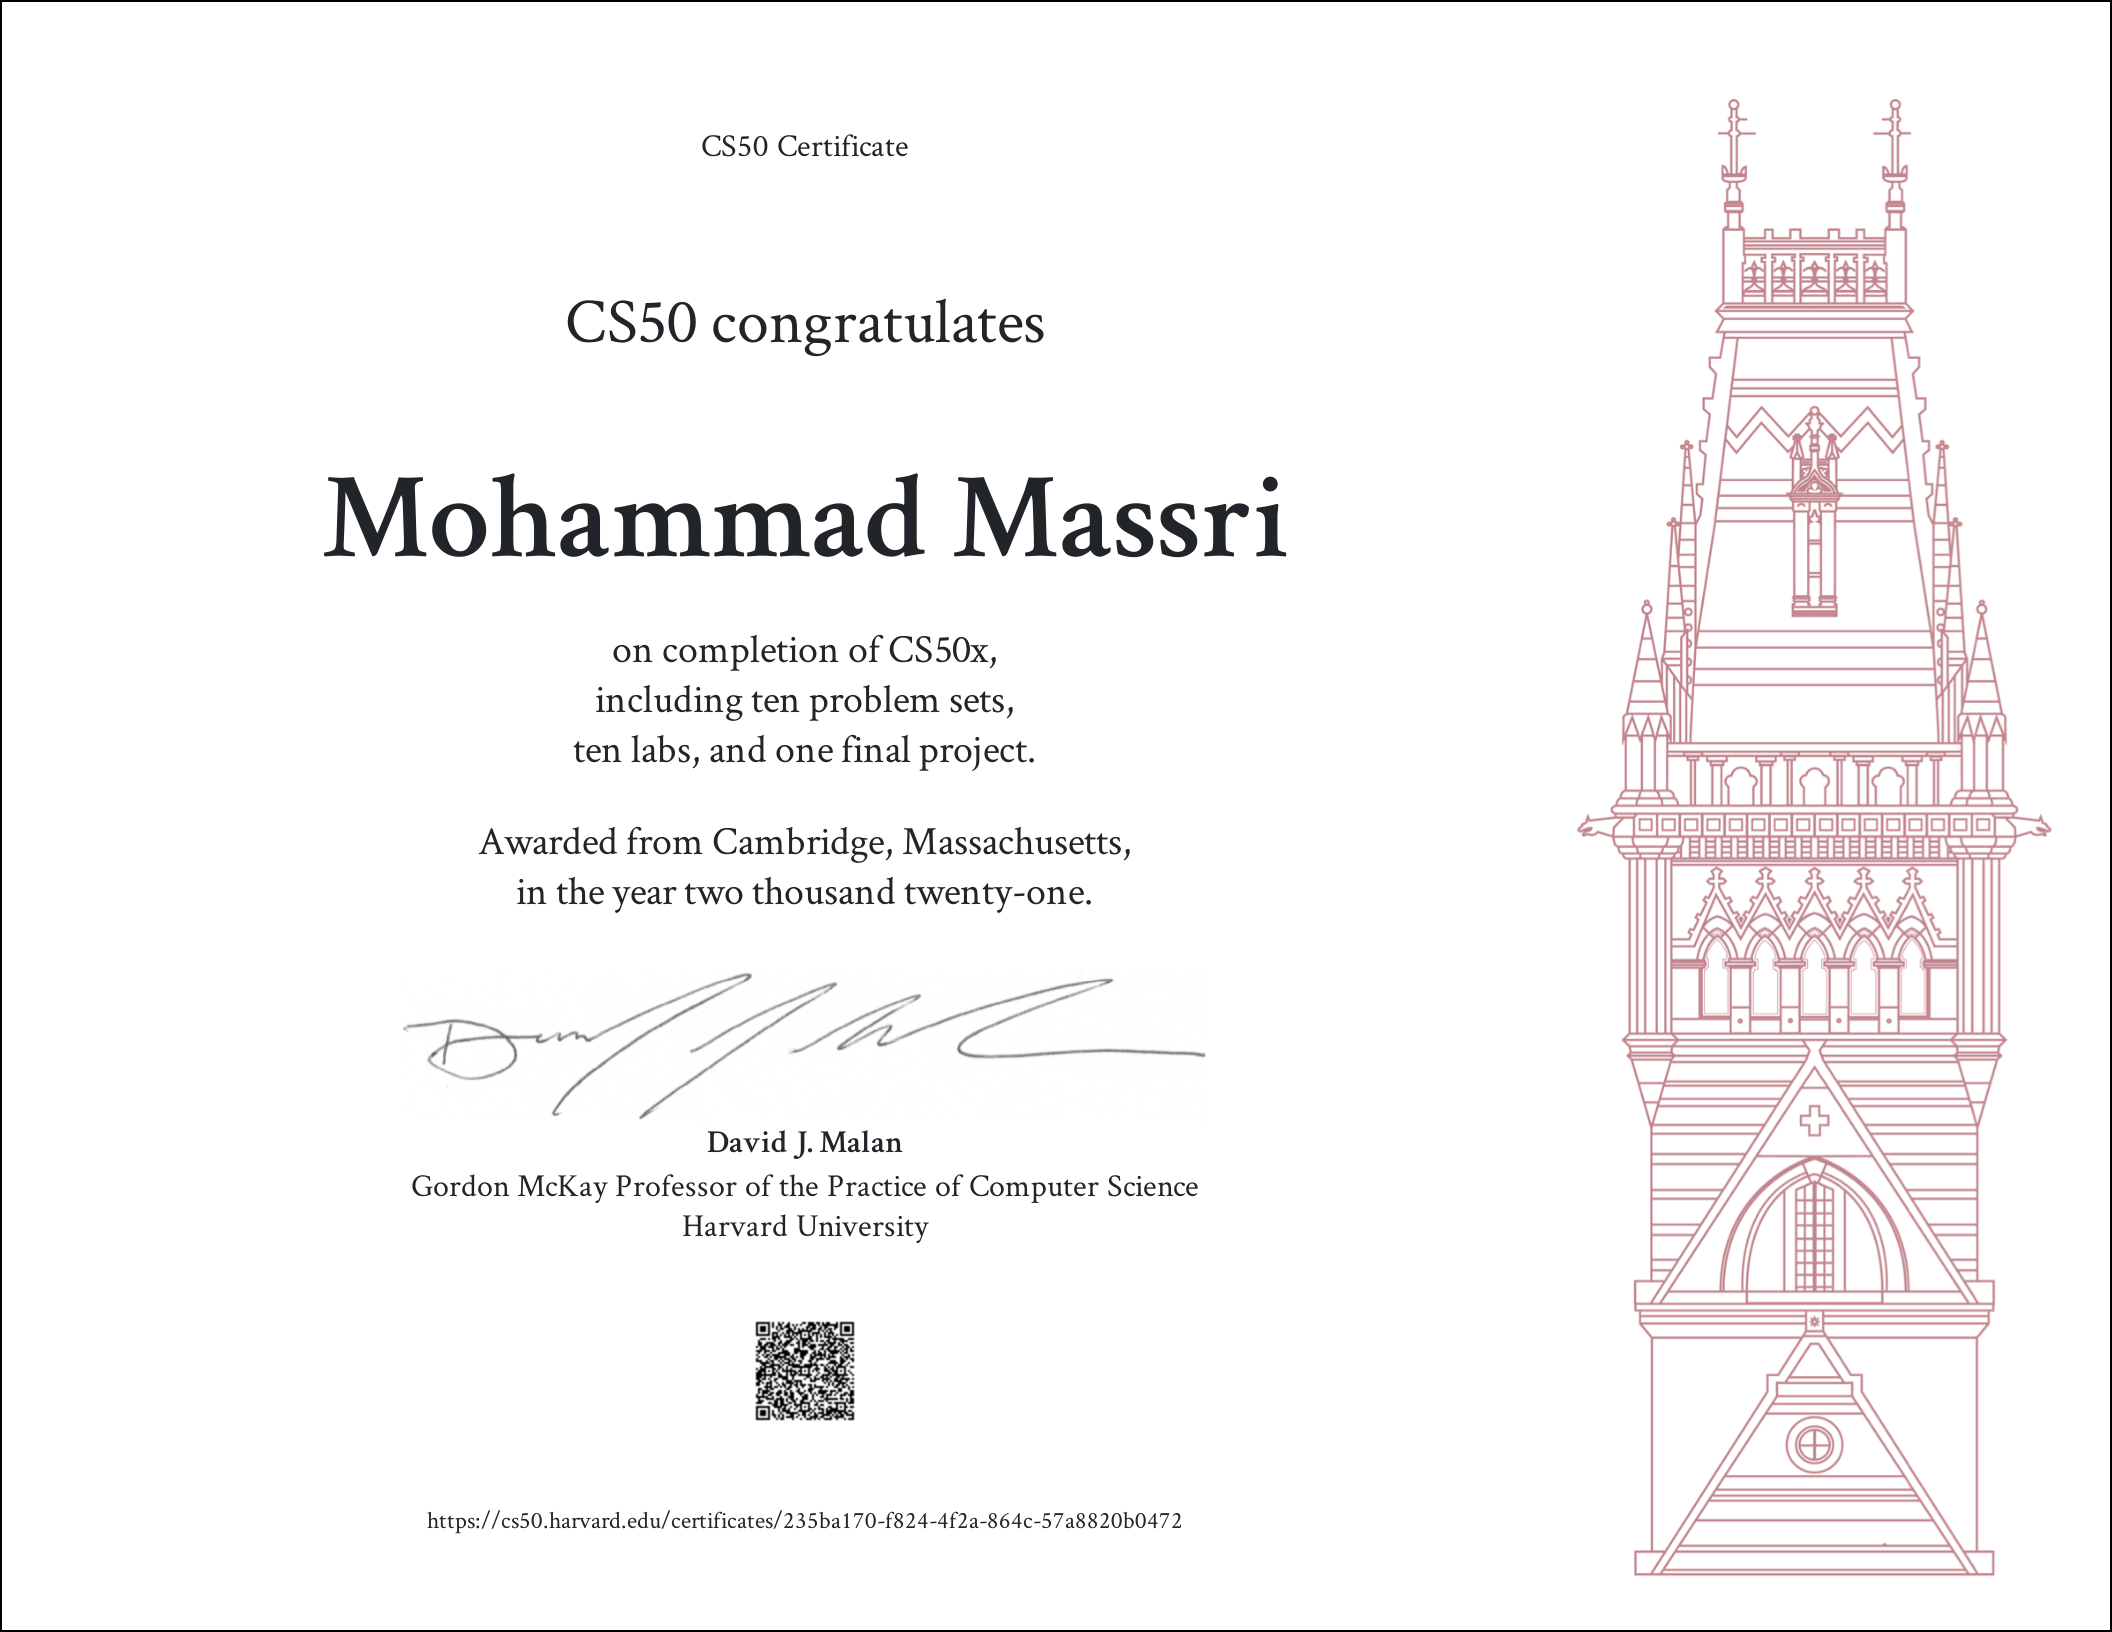 CS50 Certificate
CS50 congratulates
Mohammad Massri
on completion of CS50x,
including ten problem sets,
ten labs, and one final project.
Awarded from Cambridge, Massachusetts,
in the year two thousand twenty-one.
David J. Malan
Gordon McKay Professor of the Practice of Computer Science
Harvard University
https://cs50.harvard.edu/certificates/235ba170-f824-4f2a-864c-57a8820b0472